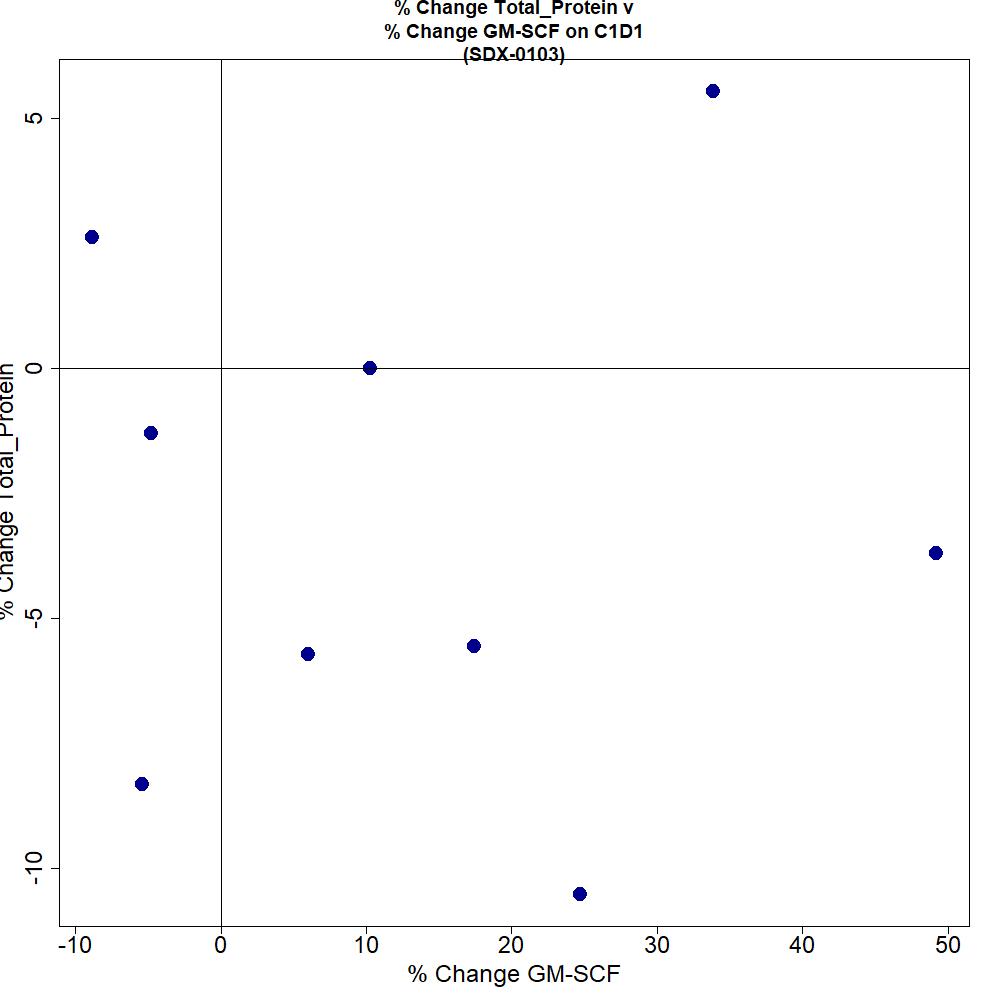 % Change Total_Protein v
% Change GM-SCF on C1D1
(SDX-0103)
5
0
-5
-10
% Change Total_Protein
-10 0 10 20 30 40 50
% Change GM-SCF